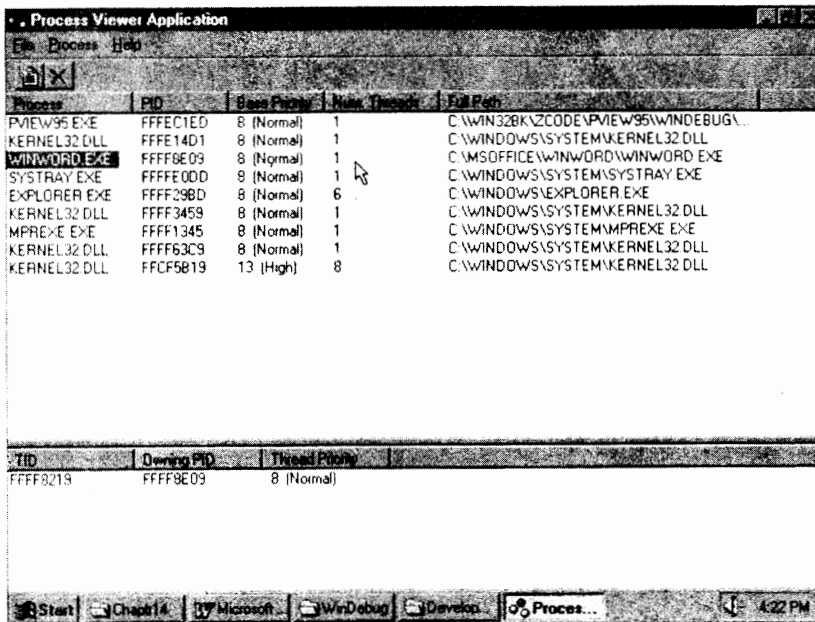 Process Viewer Application
File Process Help
Process PID Base Priority Num. Threads Full Path
PVIEW95.EXE FFFEC1ED 8 (Normal) 1 C:\WIN32BK\ZCODE\PVIEW95\WINDEBUG\...
KERNEL32.DLL FFFE14D1 8 (Normal) 1 C:\WINDOWS\SYSTEM\KERNEL32.DLL
WINWORD.EXE FFFF8E09 8 (Normal) 1 C:\MSOFFICE\WINWORD\WINWORD.EXE
SYSTRAY.EXE FFFFE0DD 8 (Normal) 1 C:\WINDOWS\SYSTEM\SYSTRAY.EXE
EXPLORER.EXE FFFF29BD 8 (Normal) 6 C:\WINDOWS\EXPLORER.EXE
KERNEL32.DLL FFFF3459 8 (Normal) 1 C:\WINDOWS\SYSTEM\KERNEL32.DLL
MPREXE.EXE FFFF1345 8 (Normal) 1 C:\WINDOWS\SYSTEM\MPREXE.EXE
KERNEL32.DLL FFFF63C9 8 (Normal) 1 C:\WINDOWS\SYSTEM\KERNEL32.DLL
KERNEL32.DLL FFCF5B19 13 (High) 8 C:\WINDOWS\SYSTEM\KERNEL32.DLL
TID Owning PID Thread Priority
FFFF8219 FFFF8E09 8 (Normal)
Start Chaptr14 Microsoft... WinDebug Develop... Proces... 4:22 PM